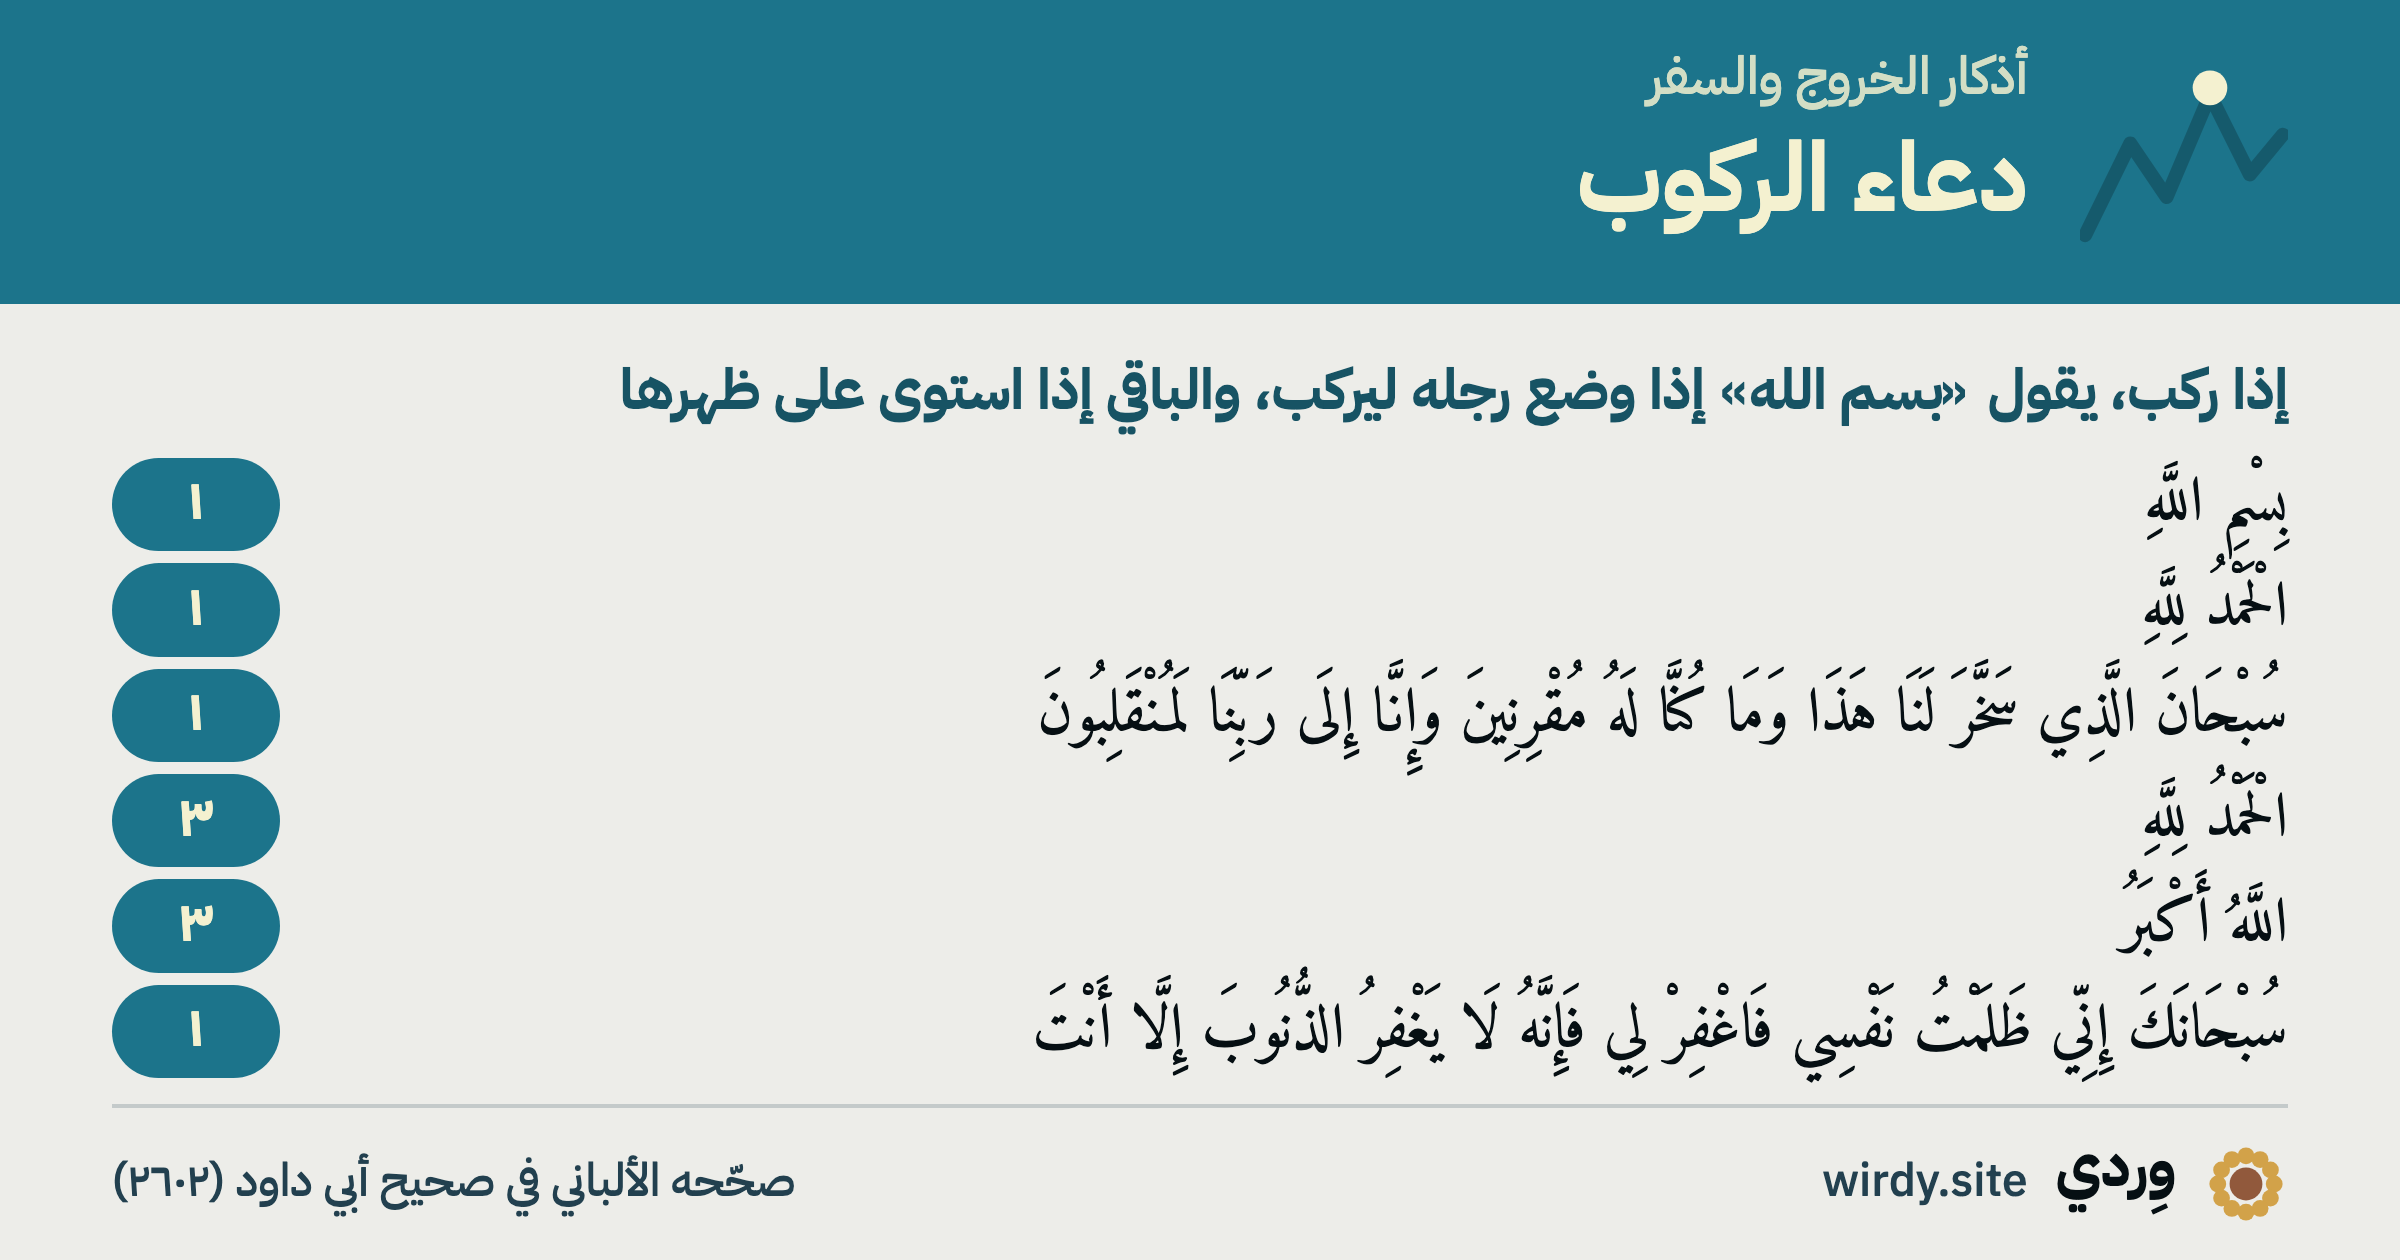 أذكار الخروج والسفر
دعاء الركوب
إذا ركب، يقول «بسم الله» إذا وضع رجله ليركب، والباقي إذا استوى على ظهرها
بِسْمِ اللَّهِ ١
الْحَمْدُ لِلَّهِ ١
سُبْحَانَ الَّذِي سَخَّرَ لَنَا هَذَا وَمَا كُنَّا لَهُ مُقْرِنِينَ وَإِنَّا إِلَى رَبِّنَا لَمُنْقَلِبُونَ ١
الْحَمْدُ لِلَّهِ ٣
اللَّهُ أَكْبَرُ ٣
سُبْحَانَكَ إِنِّي ظَلَمْتُ نَفْسِي فَاغْفِرْ لِي فَإِنَّهُ لَا يَغْفِرُ الذُّنُوبَ إِلَّا أَنْتَ ١
وِردي wirdy.site صحّحه الألباني في صحيح أبي داود (٢٦٠٢)